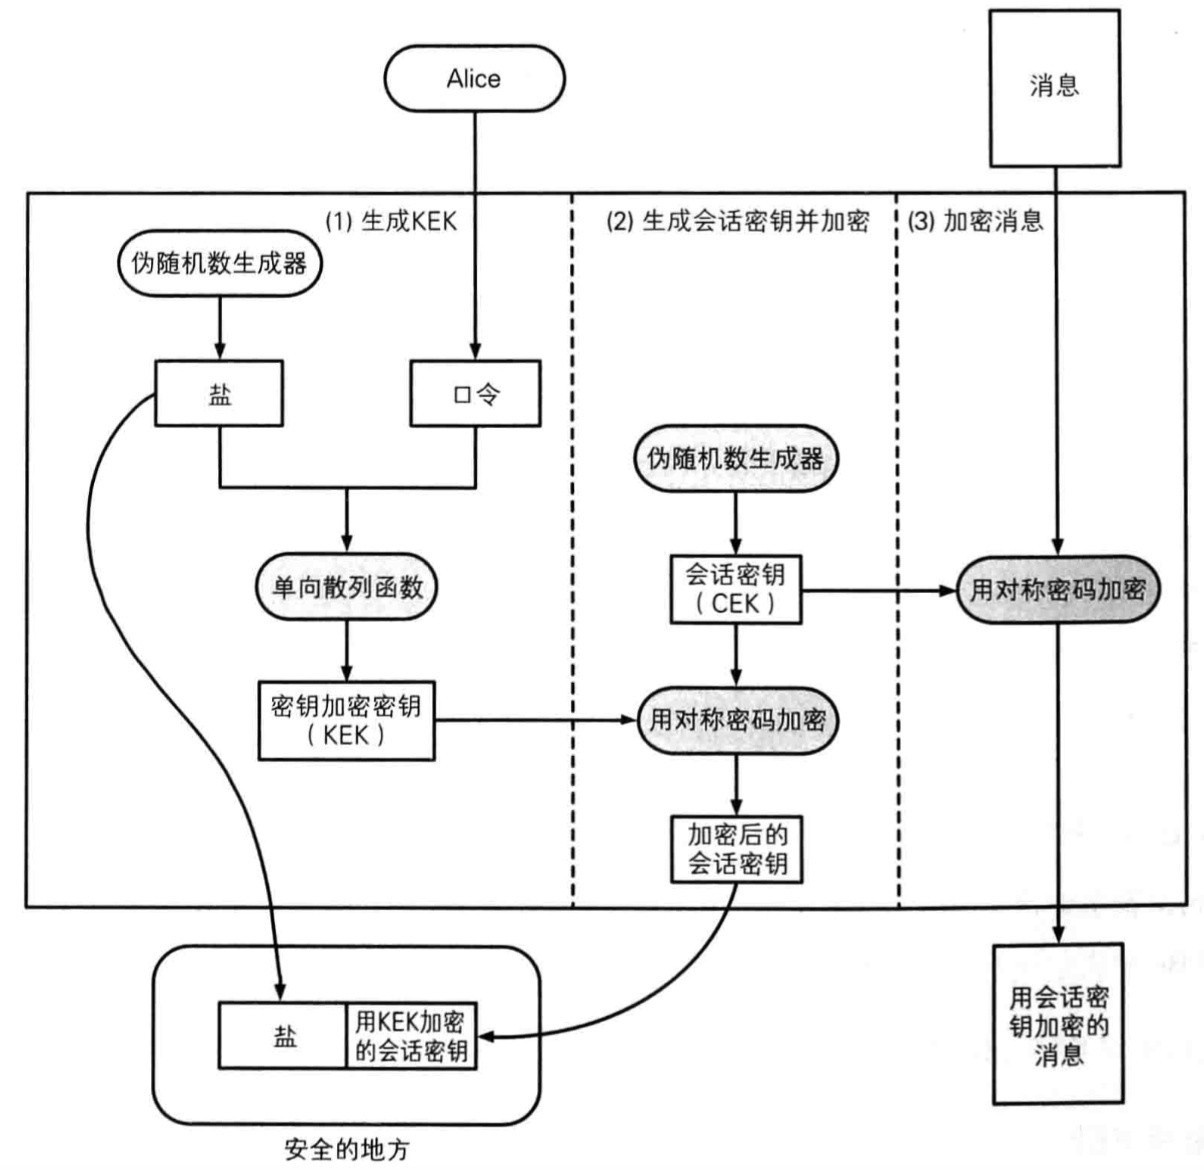 Alice
消息
(1) 生成KEK
(2) 生成会话密钥并加密
(3) 加密消息
伪随机数生成器
盐
口令
伪随机数生成器
单向散列函数
会话密钥
（CEK）
用对称密码加密
密钥加密密钥
（KEK）
用对称密码加密
加密后的
会话密钥
盐
用KEK加密
的会话密钥
用会话密
钥加密的
消息
安全的地方